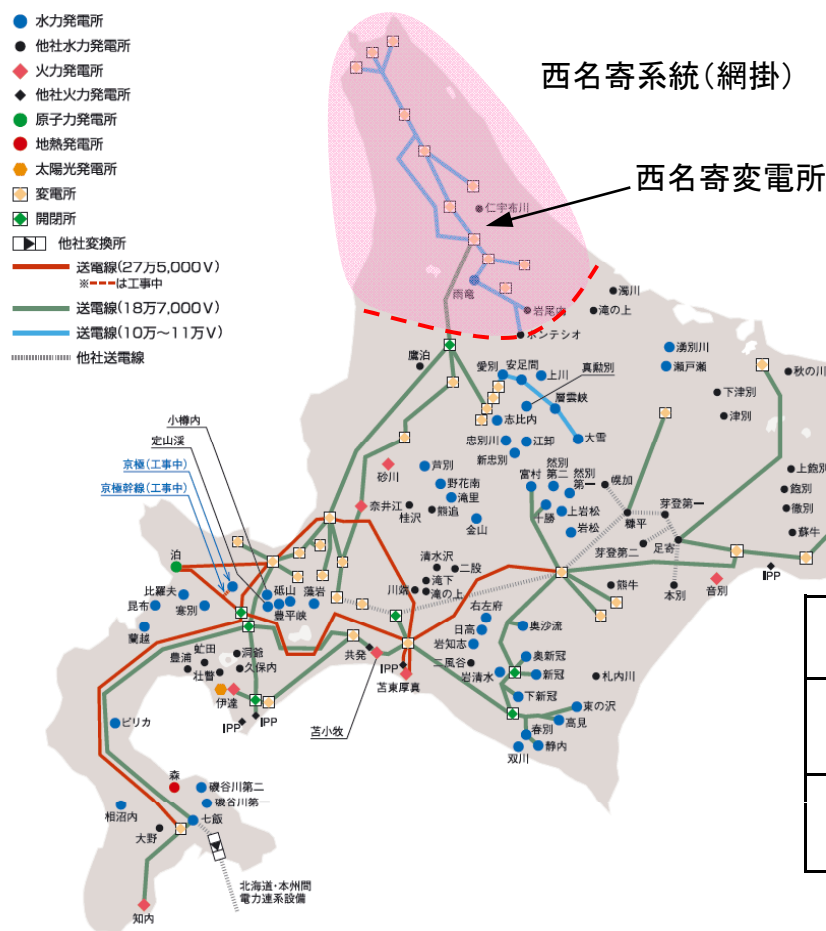 水力発電所
他社水力発電所
火力発電所
他社火力発電所
原子力発電所
地熱発電所
太陽光発電所
変電所
開閉所
他社変換所
送電線(27万5,000V)
※は工事中
送電線(18万7,000V)
送電線(10万〜11万V)
他社送電線
西名寄系統(網掛)
西名寄変電所
仁宇布川
雨竜
岩尾内
ポンテシオ
濁川
滝の上
鷹泊
愛別
安足間
上川
真勲別
湧別川
瀬戸瀬
秋の川
下津別
津別
層雲峡
志比内
大雪
忠別川
江卸
新忠別
小樽内
定山渓
京極(工事中)
京極幹線(工事中)
砂川
芦別
野花南
滝里
奈井江
桂沢
熊追
金山
富村
然別第二
然別第一
幌加
上岩松
十勝
岩松
糠平
芽登第一
芽登第二
足寄
上飽別
飽別
徹別
蘇牛
泊
比羅夫
昆布
寒別
蘭越
砥山
豊平峡
藻岩
清水沢
二股
滝下
滝の上
川端
熊牛
本別
音別
IPP
右左府
日高
岩知志
二風谷
岩清水
奥沙流
奥新冠
新冠
下新冠
札内川
東の沢
高見
春別
静内
双川
虻田
洞爺
豊浦
壮瞥
久保内
伊達
IPP
IPP
共発
IPP
苫東厚真
苫小牧
ピリカ
森
磯谷川第二
磯谷川第一
相沼内
七飯
大野
北海道・本州間
電力連系設備
知内